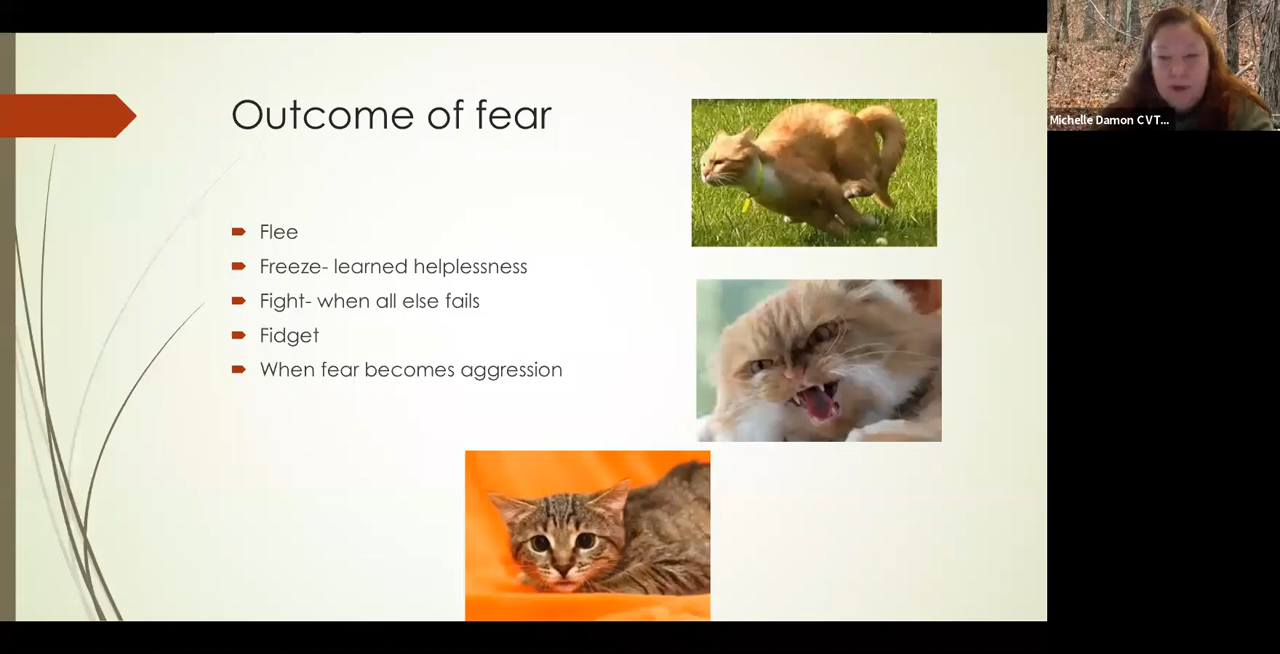 Outcome of fear
Flee
Freeze- learned helplessness
Fight- when all else fails
Fidget
When fear becomes aggression
Michelle Damon CVT...